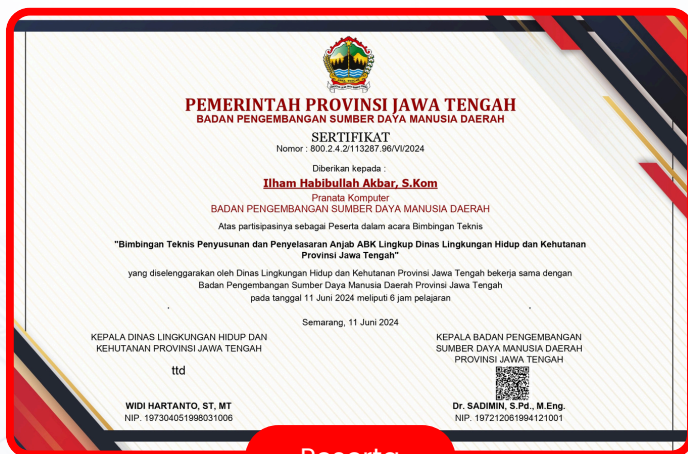 PEMERINTAH PROVINSI JAWA TENGAH
BADAN PENGEMBANGAN SUMBER DAYA MANUSIA DAERAH
SERTIFIKAT
Nomor : 800.2.4.2/113287.96/VI/2024
Diberikan kepada :
Ilham Habibullah Akbar, S.Kom
Pranata Komputer
BADAN PENGEMBANGAN SUMBER DAYA MANUSIA DAERAH
Atas partisipasinya sebagai Peserta dalam acara Bimbingan Teknis
"Bimbingan Teknis Penyusunan dan Penyelasaran Anjab ABK Lingkup Dinas Lingkungan Hidup dan Kehutanan
Provinsi Jawa Tengah"
yang diselenggarakan oleh Dinas Lingkungan Hidup dan Kehutanan Provinsi Jawa Tengah bekerja sama dengan
Badan Pengembangan Sumber Daya Manusia Daerah Provinsi Jawa Tengah
pada tanggal 11 Juni 2024 meliputi 6 jam pelajaran
Semarang, 11 Juni 2024
KEPALA DINAS LINGKUNGAN HIDUP DAN
KEHUTANAN PROVINSI JAWA TENGAH
ttd
WIDI HARTANTO, ST, MT
NIP. 197304051998031006
KEPALA BADAN PENGEMBANGAN
SUMBER DAYA MANUSIA DAERAH
PROVINSI JAWA TENGAH
Dr. SADIMIN, S.Pd., M.Eng.
NIP. 197212061994121001
Peserta